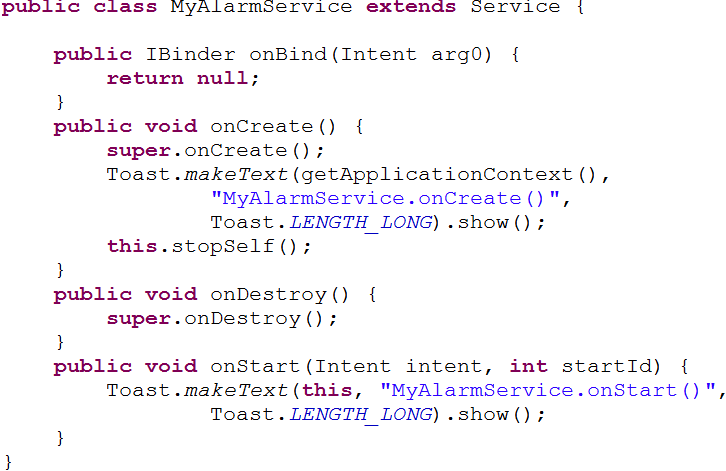 public class MyAlarmService extends Service {
    public IBinder onBind(Intent arg0) {
        return null;
    }
    public void onCreate() {
        super.onCreate();
        Toast.makeText(getApplicationContext(),
                "MyAlarmService.onCreate()",
                Toast.LENGTH_LONG).show();
        this.stopSelf();
    }
    public void onDestroy() {
        super.onDestroy();
    }
    public void onStart(Intent intent, int startId) {
        Toast.makeText(this, "MyAlarmService.onStart()",
                Toast.LENGTH_LONG).show();
    }
}